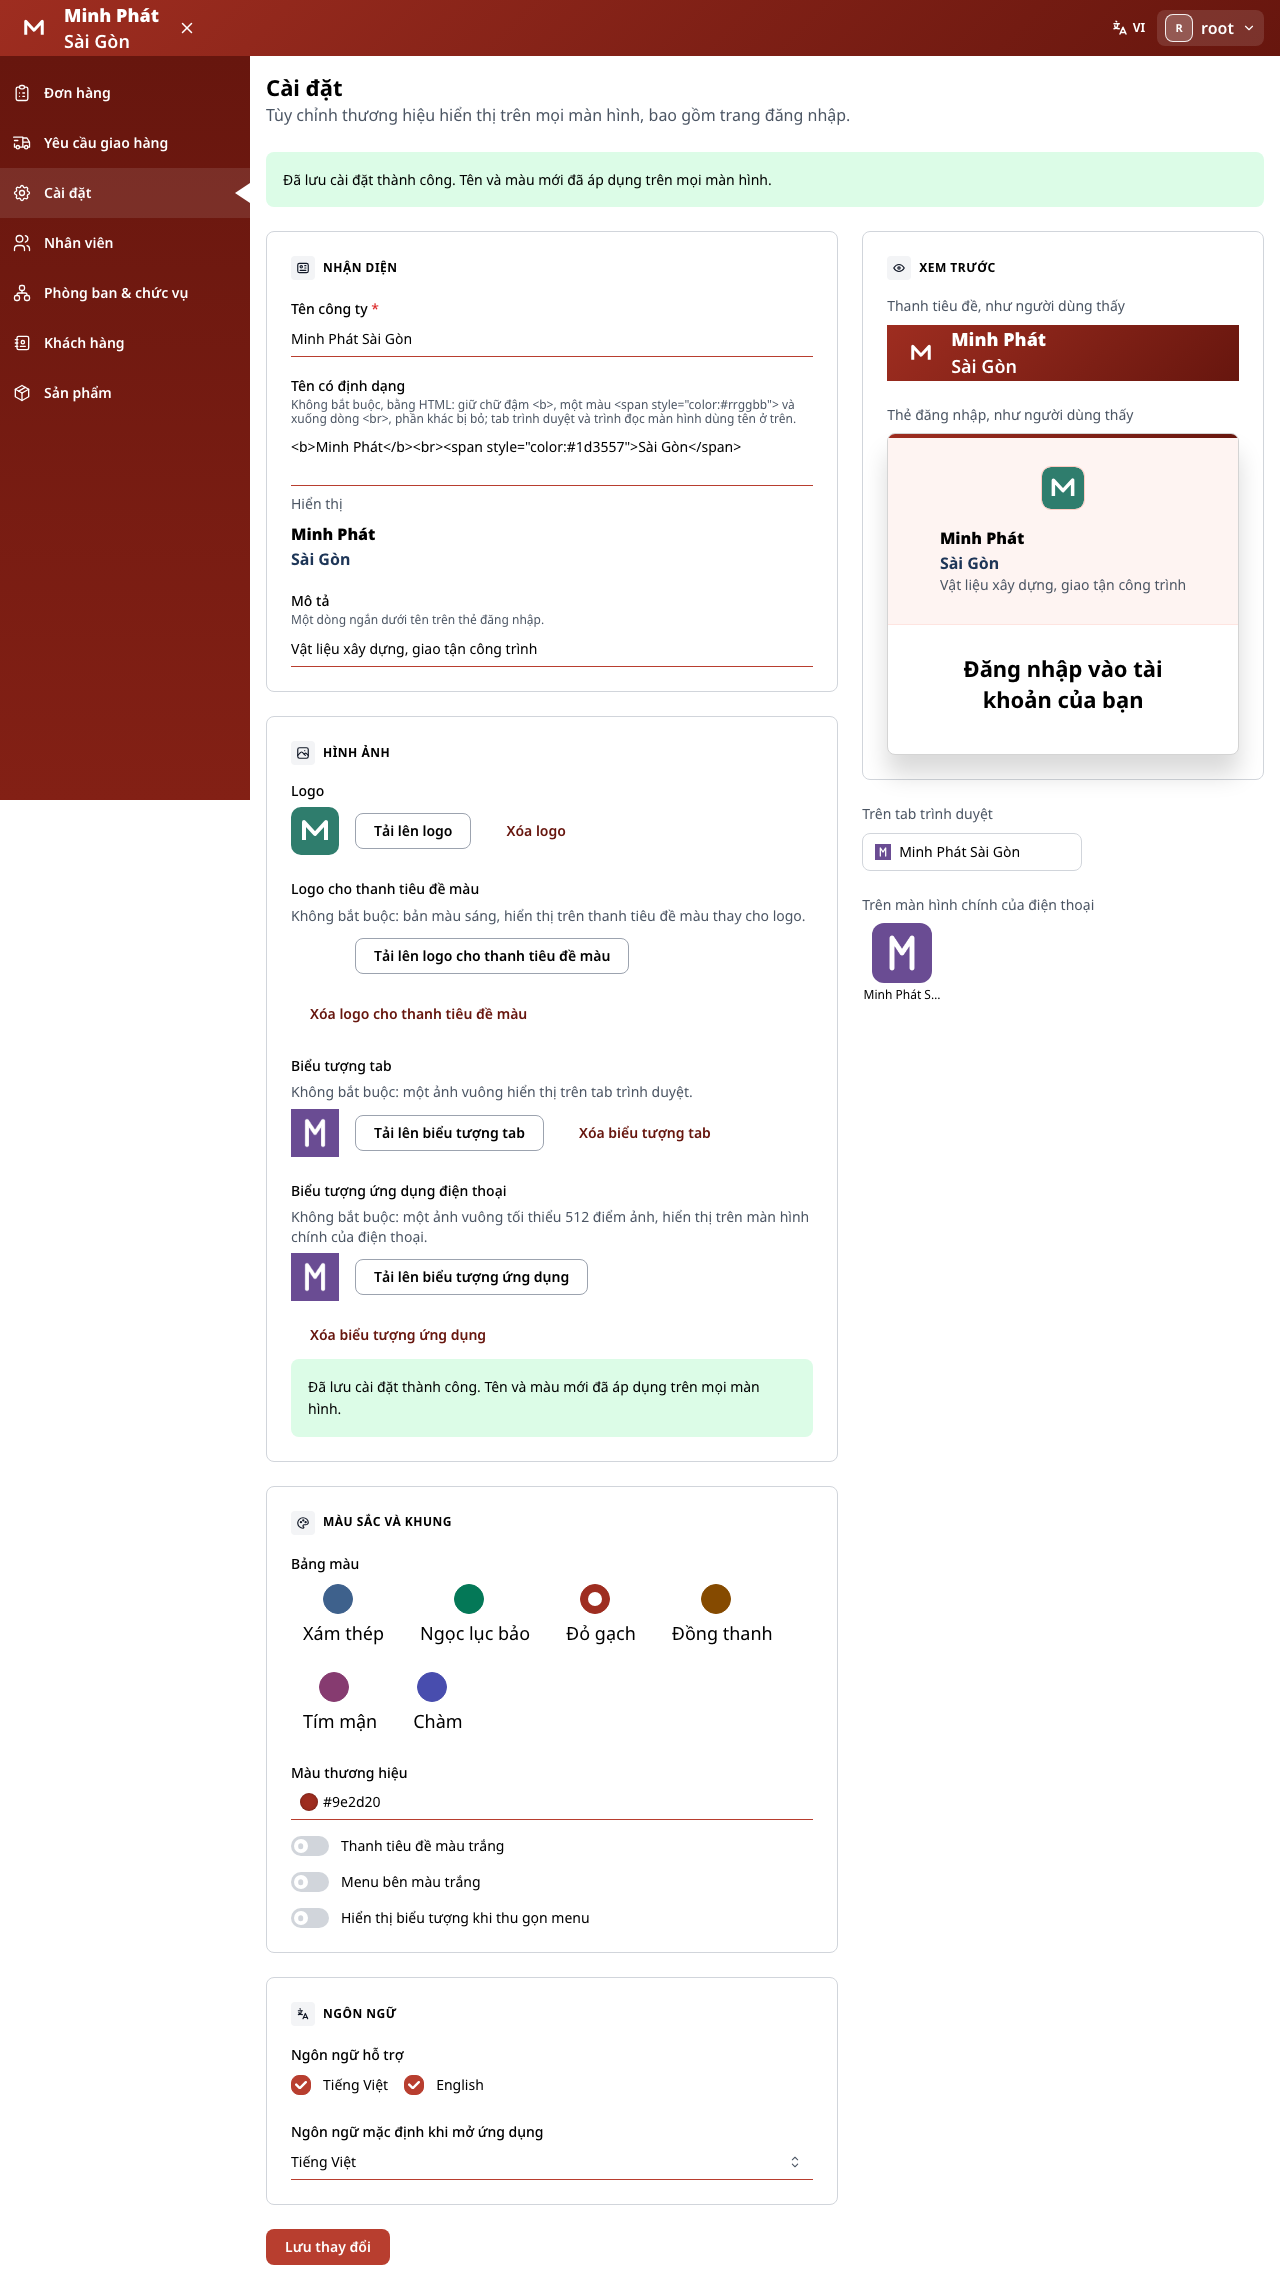 Minh Phát
Sài Gòn
VI
R
root
Đơn hàng
Yêu cầu giao hàng
Cài đặt
Nhân viên
Phòng ban & chức vụ
Khách hàng
Sản phẩm
Cài đặt
Tùy chỉnh thương hiệu hiển thị trên mọi màn hình, bao gồm trang đăng nhập.
Đã lưu cài đặt thành công. Tên và màu mới đã áp dụng trên mọi màn hình.
NHẬN DIỆN
Tên công ty *
Minh Phát Sài Gòn
Tên có định dạng
Không bắt buộc, bằng HTML: giữ chữ đậm <b>, một màu <span style="color:#rrggbb"> và
xuống dòng <br>, phần khác bị bỏ; tab trình duyệt và trình đọc màn hình dùng tên ở trên.
<b>Minh Phát</b><br><span style="color:#1d3557">Sài Gòn</span>
Hiển thị
Minh Phát
Sài Gòn
Mô tả
Một dòng ngắn dưới tên trên thẻ đăng nhập.
Vật liệu xây dựng, giao tận công trình
HÌNH ẢNH
Logo
Tải lên logo
Xóa logo
Logo cho thanh tiêu đề màu
Không bắt buộc: bản màu sáng, hiển thị trên thanh tiêu đề màu thay cho logo.
Tải lên logo cho thanh tiêu đề màu
Xóa logo cho thanh tiêu đề màu
Biểu tượng tab
Không bắt buộc: một ảnh vuông hiển thị trên tab trình duyệt.
Tải lên biểu tượng tab
Xóa biểu tượng tab
Biểu tượng ứng dụng điện thoại
Không bắt buộc: một ảnh vuông tối thiểu 512 điểm ảnh, hiển thị trên màn hình
chính của điện thoại.
Tải lên biểu tượng ứng dụng
Xóa biểu tượng ứng dụng
Đã lưu cài đặt thành công. Tên và màu mới đã áp dụng trên mọi màn
hình.
MÀU SẮC VÀ KHUNG
Bảng màu
Xám thép
Ngọc lục bảo
Đỏ gạch
Đồng thanh
Tím mận
Chàm
Màu thương hiệu
#9e2d20
Thanh tiêu đề màu trắng
Menu bên màu trắng
Hiển thị biểu tượng khi thu gọn menu
NGÔN NGỮ
Ngôn ngữ hỗ trợ
Tiếng Việt
English
Ngôn ngữ mặc định khi mở ứng dụng
Tiếng Việt
Lưu thay đổi
XEM TRƯỚC
Thanh tiêu đề, như người dùng thấy
Minh Phát
Sài Gòn
Thẻ đăng nhập, như người dùng thấy
Minh Phát
Sài Gòn
Vật liệu xây dựng, giao tận công trình
Đăng nhập vào tài
khoản của bạn
Trên tab trình duyệt
Minh Phát Sài Gòn
Trên màn hình chính của điện thoại
Minh Phát S...